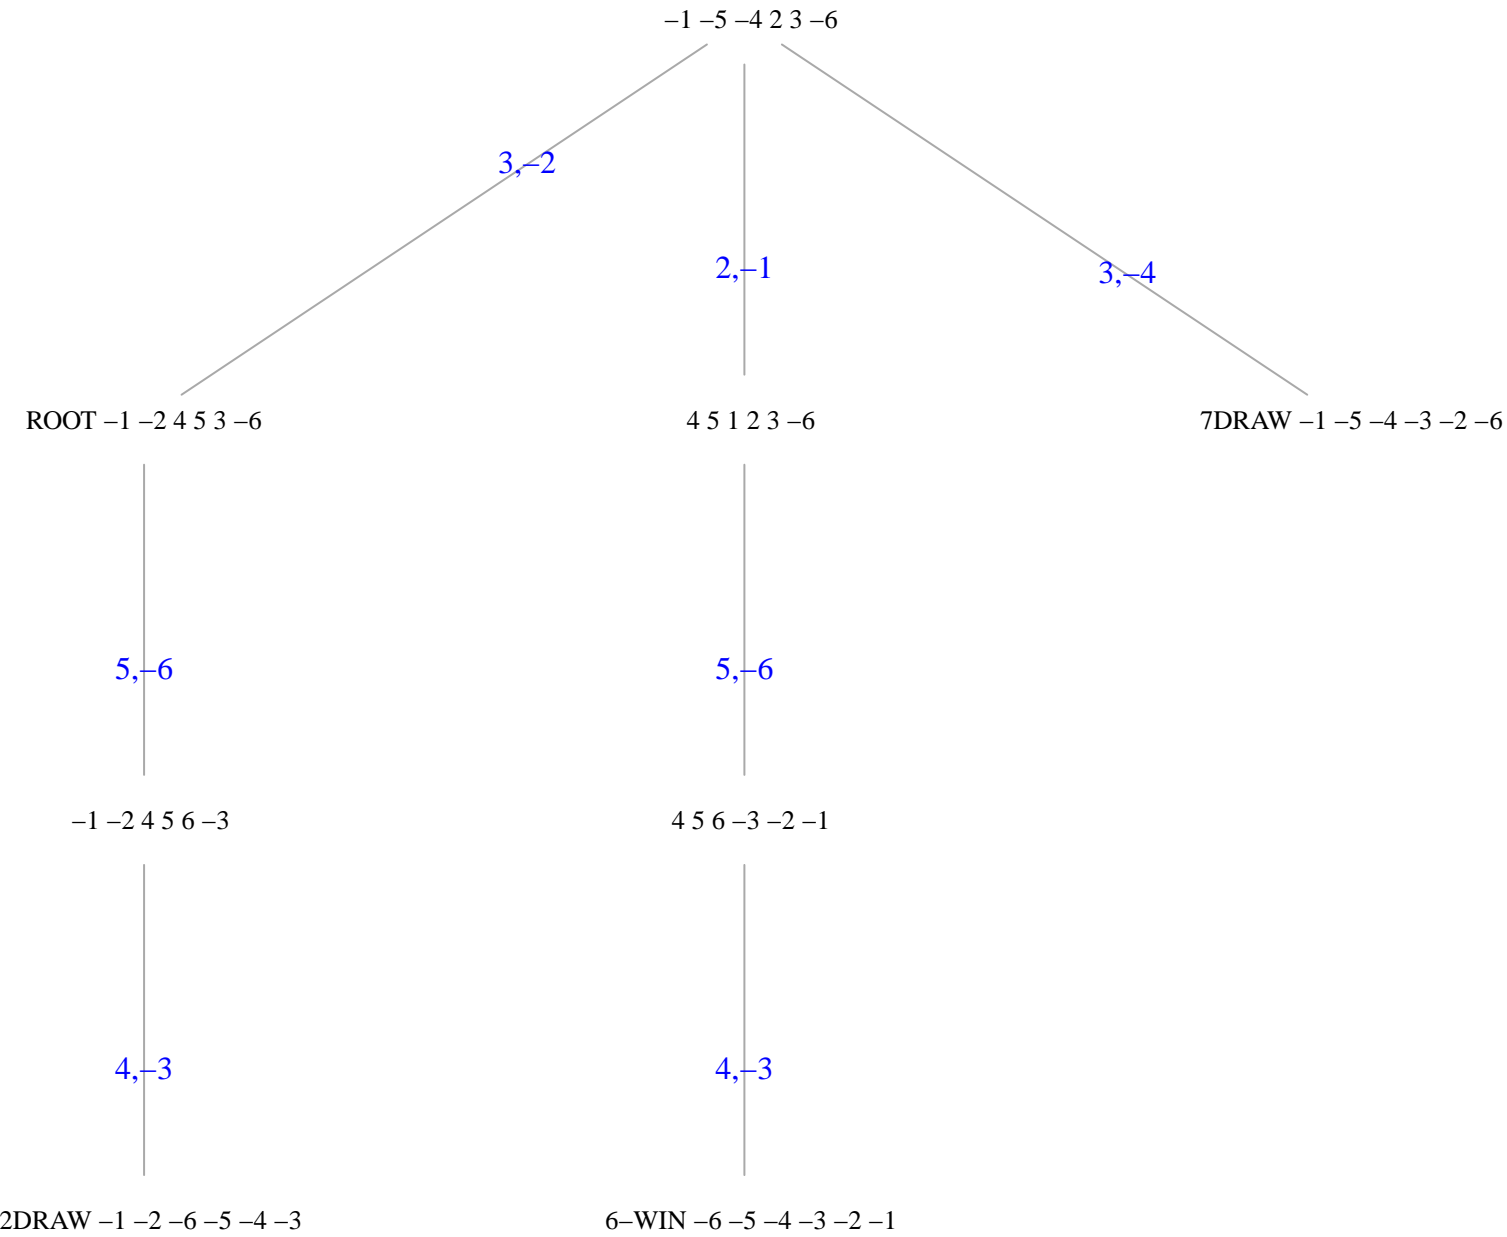 –1 –5 –4 2 3 –6
3,–2
2,–1
3,–4
ROOT –1 –2 4 5 3 –6
4 5 1 2 3 –6
7DRAW –1 –5 –4 –3 –2 –6
5,–6
5,–6
–1 –2 4 5 6 –3
4 5 6 –3 –2 –1
4,–3
4,–3
2DRAW –1 –2 –6 –5 –4 –3
6–WIN –6 –5 –4 –3 –2 –1